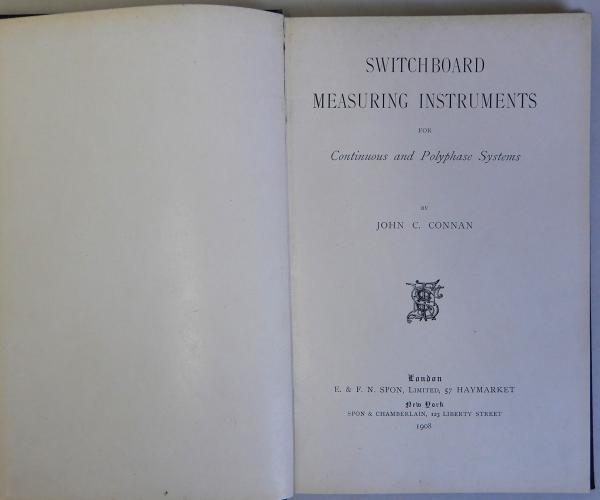 SWITCHBOARD
MEASURING INSTRUMENTS
FOR
Continuous and Polyphase Systems
BY
JOHN C. CONNAN
London
E. & F. N. SPON, LIMITED, 57 HAYMARKET
New York
SPON & CHAMBERLAIN, 123 LIBERTY STREET
1908